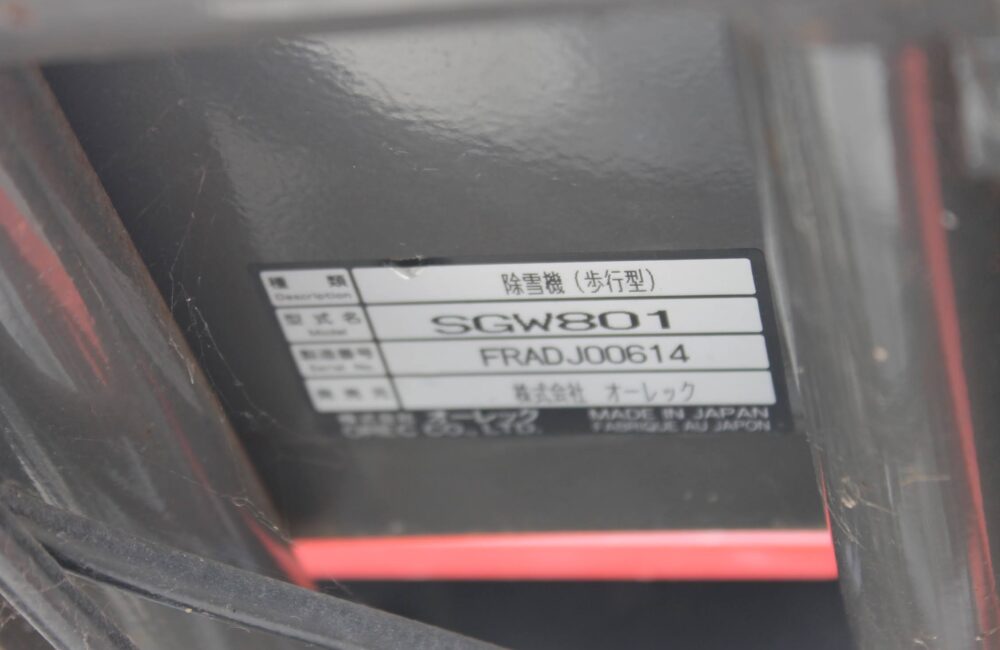 種類 除雪機(歩行型)
Description
型式名 SGW801
Model
製造番号 FRADJ00614
Serial No.
発売元 株式会社 オーレック
株式会社 オーレック MADE IN JAPAN
OREC CO., LTD. FABRIQUE AU JAPON